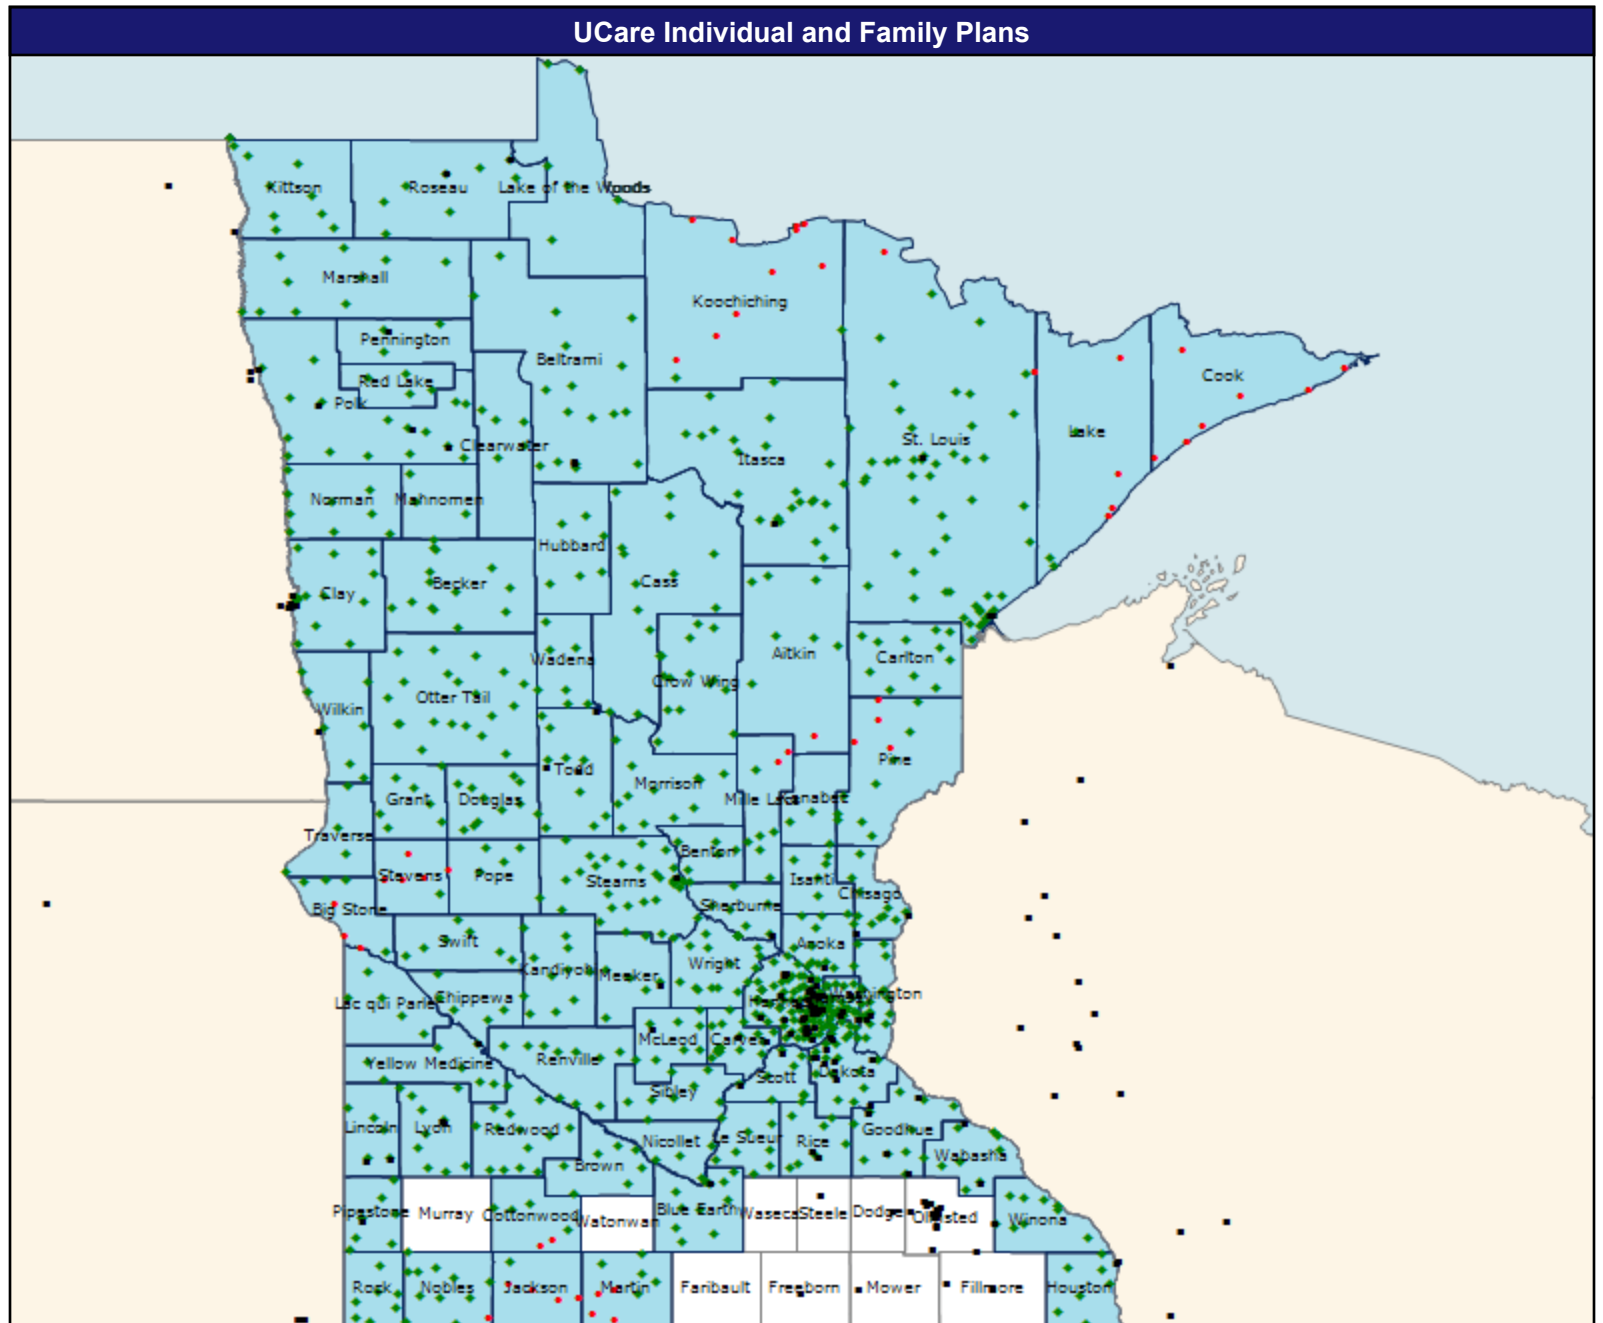 UCare Individual and Family Plans
Kittson
Roseau
Lake of the Woods
Marshall
Koochiching
Pennington
Beltrami
Red Lake
Cook
Polk
Clearwater
St. Louis
Lake
Itasca
Norman
Mahnomen
Hubbard
Cass
Becker
Clay
Wadena
Aitkin
Carlton
Crow Wing
Otter Tail
Wilkin
Pine
Todd
Morrison
Grant
Douglas
Mille Lacs
Kanabec
Traverse
Benton
Stevens
Pope
Stearns
Isanti
Chisago
Sherburne
Big Stone
Swift
Anoka
Wright
Kandiyohi
Meeker
Washington
Lac qui Parle
Chippewa
McLeod
Carver
Renville
Yellow Medicine
Dakota
Scott
Sibley
Lincoln
Lyon
Redwood
Goodhue
Nicollet
Le Sueur
Rice
Wabasha
Brown
Pipestone
Murray
Cottonwood
Watonwan
Blue Earth
Waseca
Steele
Dodge
Olmsted
Winona
Rock
Nobles
Jackson
Martin
Faribault
Freeborn
Mower
Fillmore
Houston